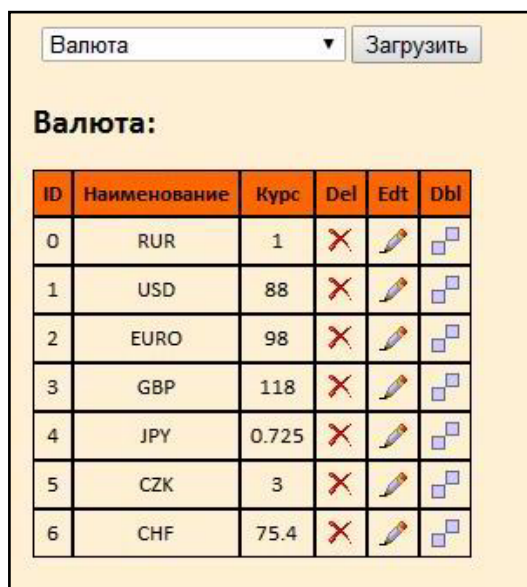 Валюта Загрузить
Валюта:
ID Наименование Курс Del Edt Dbl
0 RUR 1
1 USD 88
2 EURO 98
3 GBP 118
4 JPY 0.725
5 CZK 3
6 CHF 75.4